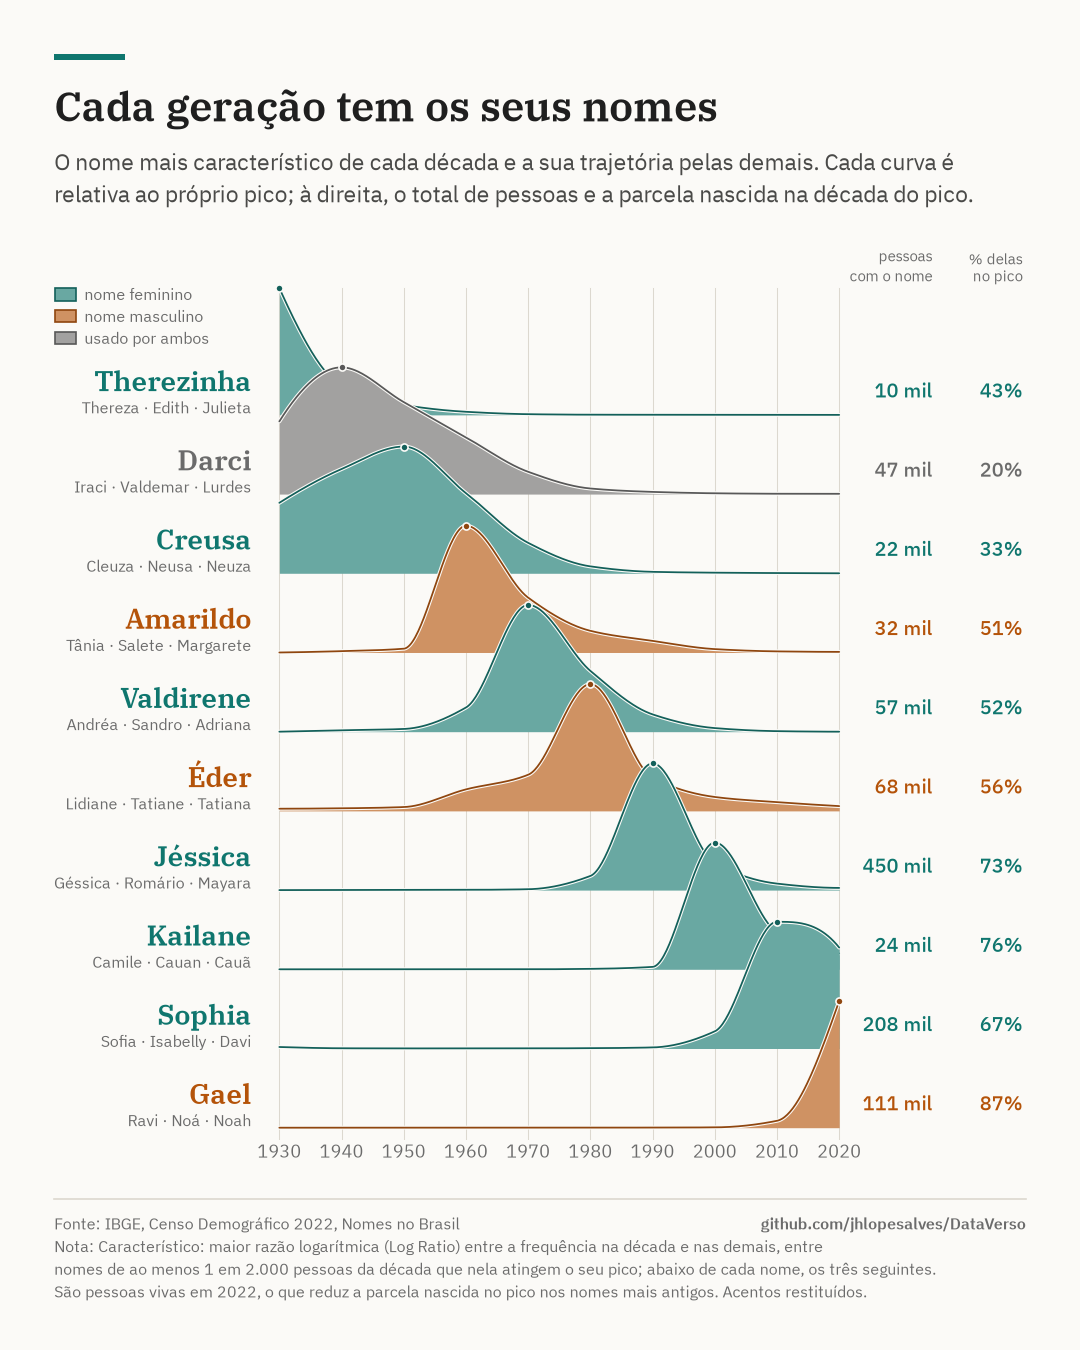 Cada geração tem os seus nomes
O nome mais característico de cada década e a sua trajetória pelas demais. Cada curva é
relativa ao próprio pico; à direita, o total de pessoas e a parcela nascida na década do pico.
pessoas
com o nome
% delas
no pico
nome feminino
nome masculino
usado por ambos
Therezinha
Thereza · Edith · Julieta
10 mil 43%
Darci
Iraci · Valdemar · Lurdes
47 mil 20%
Creusa
Cleuza · Neusa · Neuza
22 mil 33%
Amarildo
Tânia · Salete · Margarete
32 mil 51%
Valdirene
Andréa · Sandro · Adriana
57 mil 52%
Éder
Lidiane · Tatiane · Tatiana
68 mil 56%
Jéssica
Géssica · Romário · Mayara
450 mil 73%
Kailane
Camile · Cauan · Cauã
24 mil 76%
Sophia
Sofia · Isabelly · Davi
208 mil 67%
Gael
Ravi · Noá · Noah
111 mil 87%
1930 1940 1950 1960 1970 1980 1990 2000 2010 2020
Fonte: IBGE, Censo Demográfico 2022, Nomes no Brasil
github.com/jhlopesalves/DataVerso
Nota: Característico: maior razão logarítmica (Log Ratio) entre a frequência na década e nas demais, entre
nomes de ao menos 1 em 2.000 pessoas da década que nela atingem o seu pico; abaixo de cada nome, os três seguintes.
São pessoas vivas em 2022, o que reduz a parcela nascida no pico nos nomes mais antigos. Acentos restituídos.